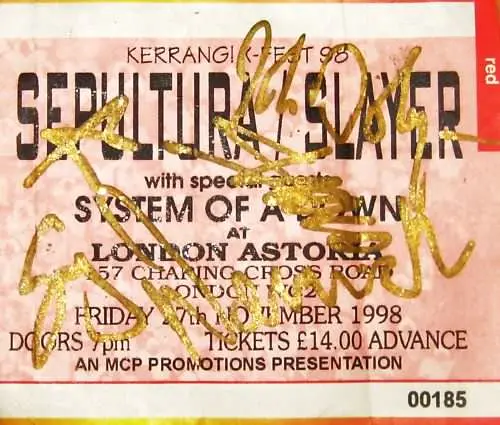 KERRANG! K-FEST 98
SEPULTURA / SLAYER
with special guests
SYSTEM OF A DOWN
AT
LONDON ASTORIA
157 CHARING CROSS ROAD
LONDON WC2
FRIDAY 27th NOVEMBER 1998
DOORS 7pm TICKETS £14.00 ADVANCE
AN MCP PROMOTIONS PRESENTATION
00185
red